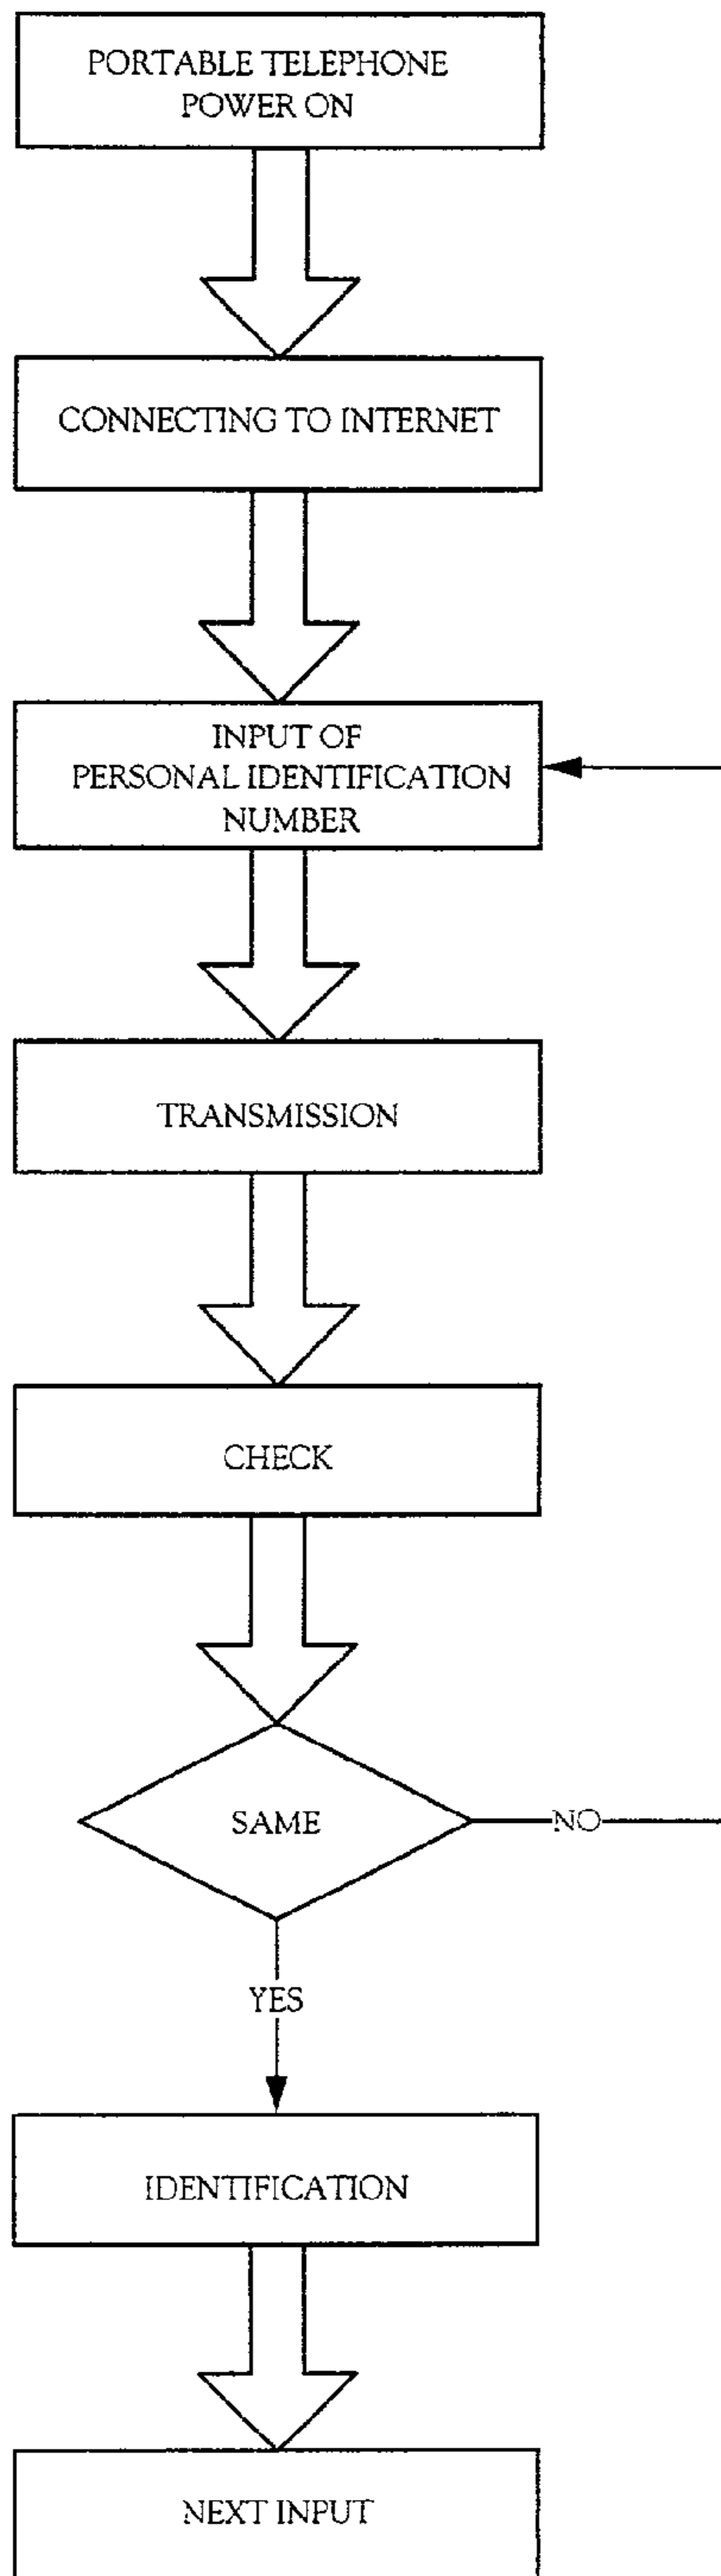 PORTABLE TELEPHONE
POWER ON
CONNECTING TO INTERNET
INPUT OF
PERSONAL IDENTIFICATION
NUMBER
TRANSMISSION
CHECK
SAME
NO
YES
IDENTIFICATION
NEXT INPUT